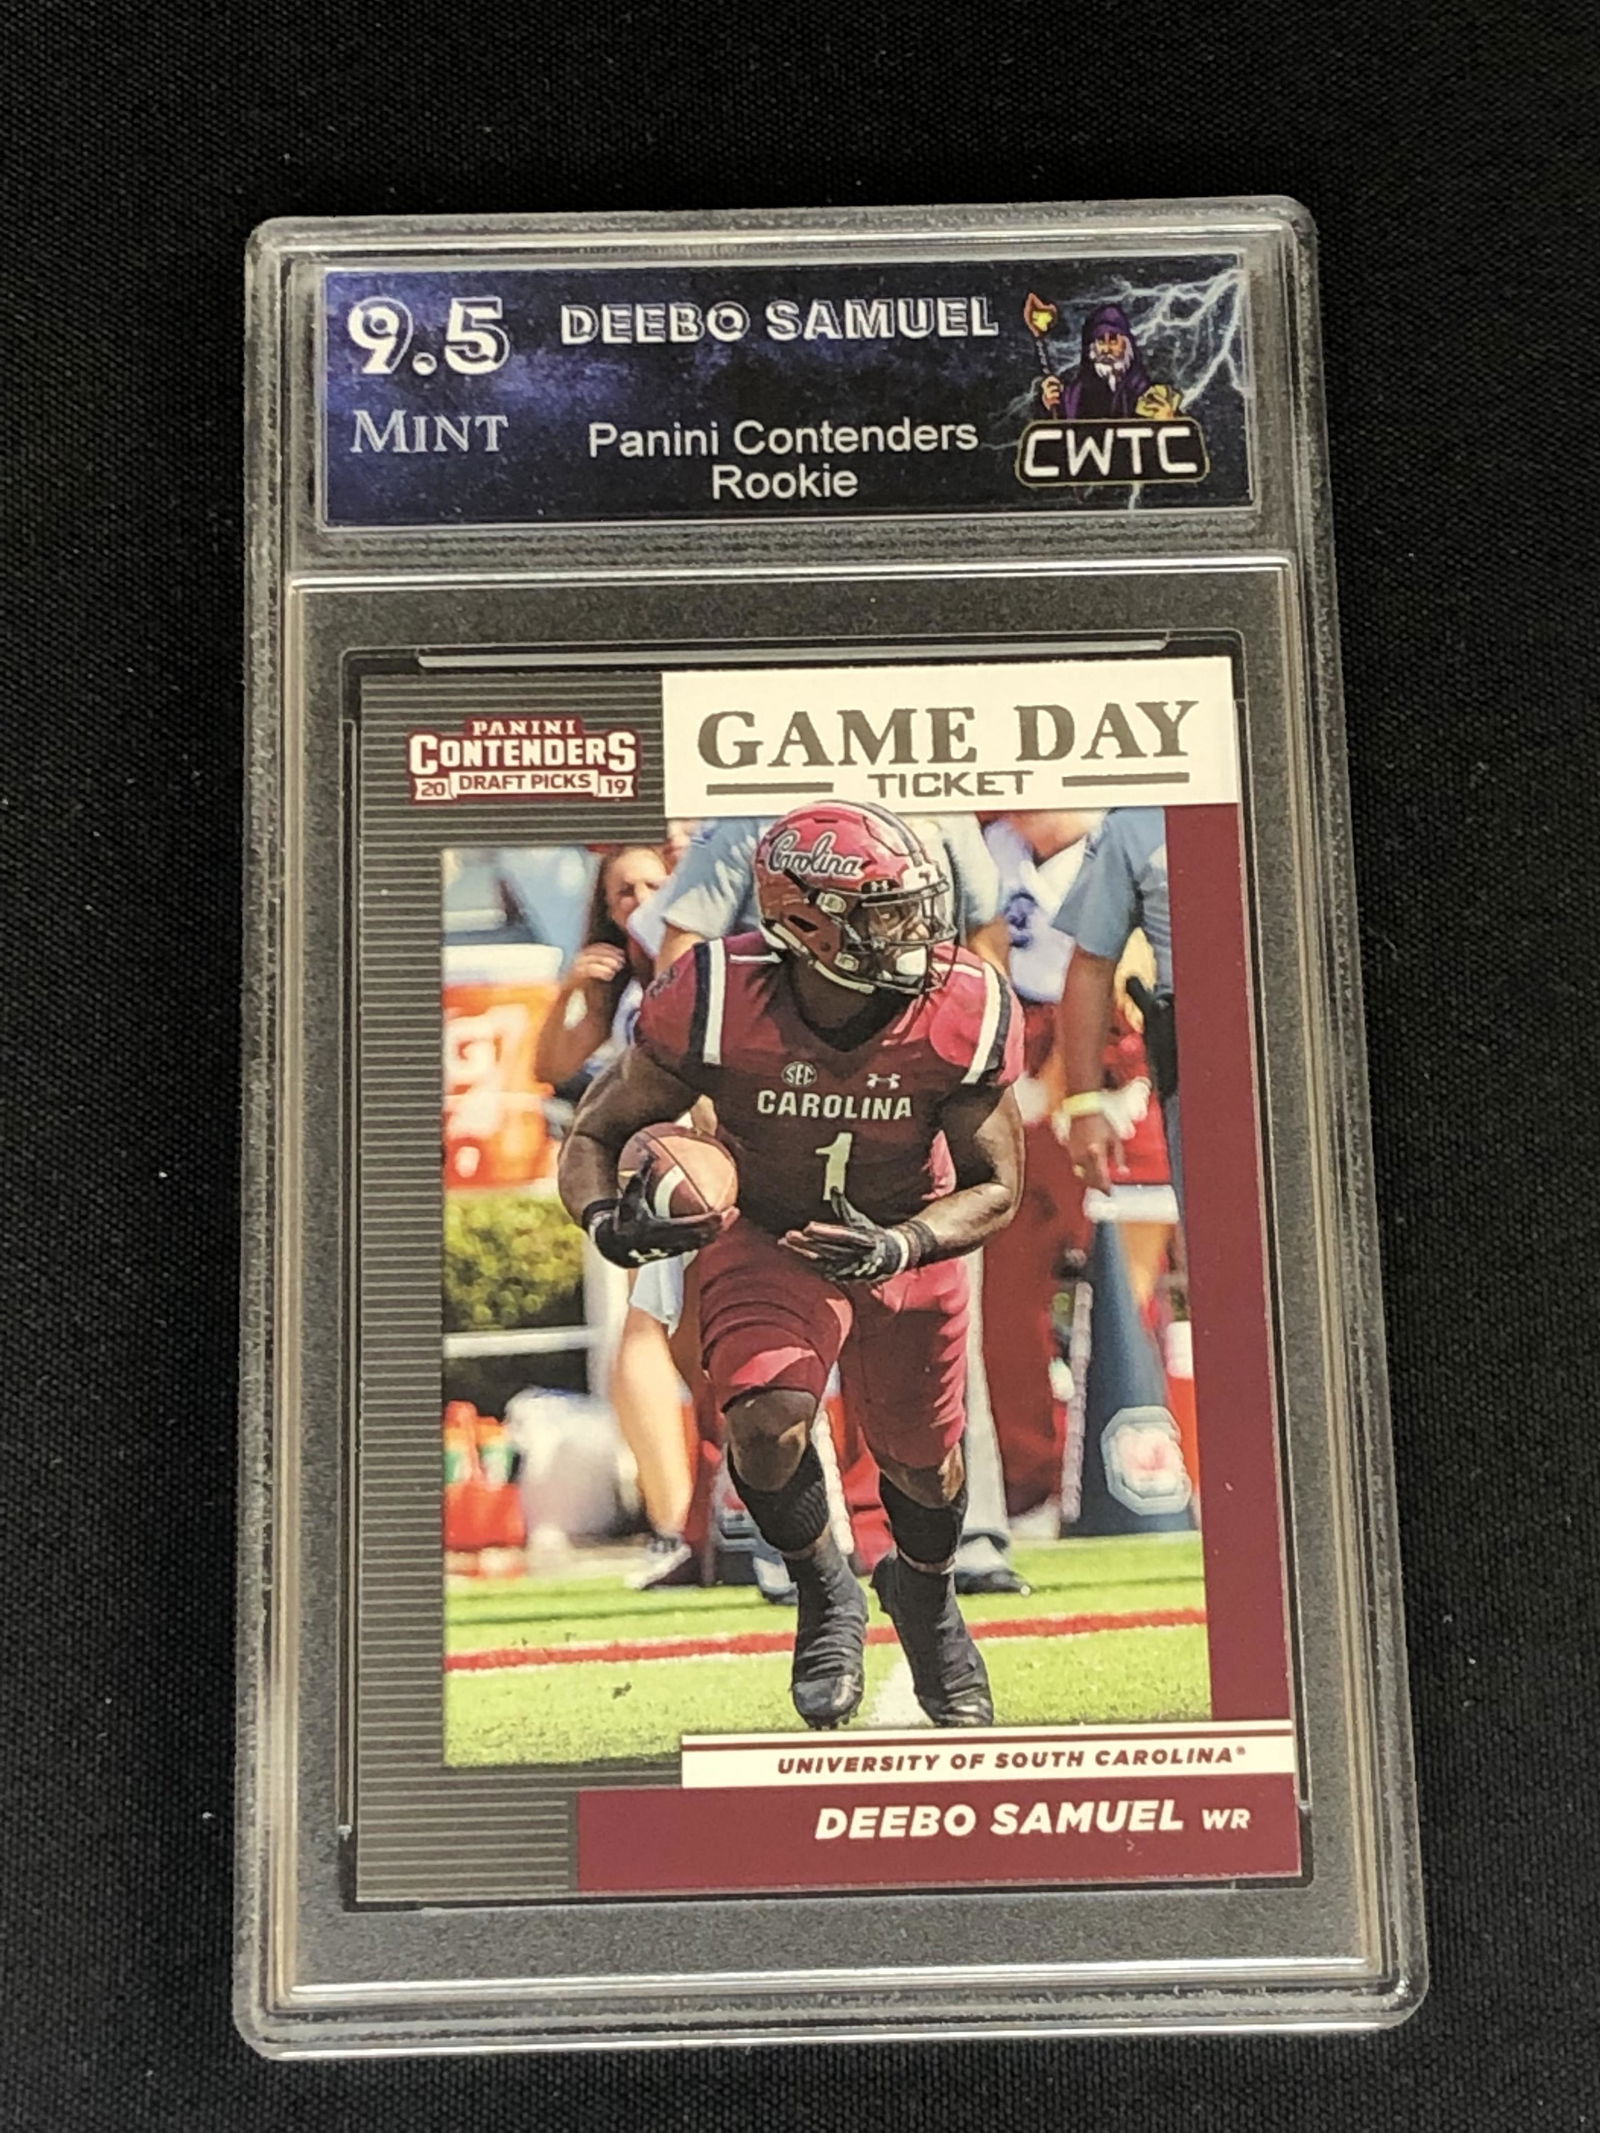 9.5 DEEBO SAMUEL
MINT
Panini Contenders
Rookie
CWTC
PANINI
CONTENDERS
20 DRAFT PICKS 19
GAME DAY
TICKET
Carolina
SEC
CAROLINA
1
UNIVERSITY OF SOUTH CAROLINA®
DEEBO SAMUEL WR